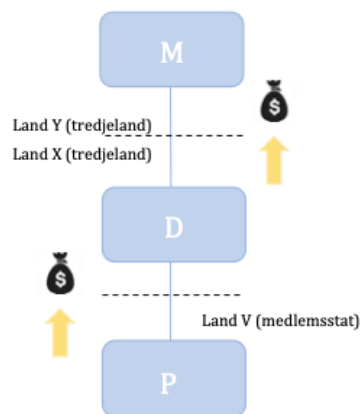 M
$
Land Y (tredjeland)
Land X (tredjeland)
D
$
Land V (medlemsstat)
P